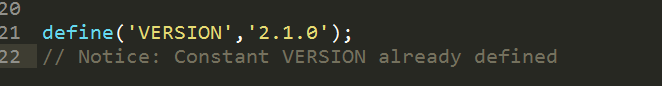 20
21 define('VERSION','2.1.0');
22 // Notice: Constant VERSION already defined